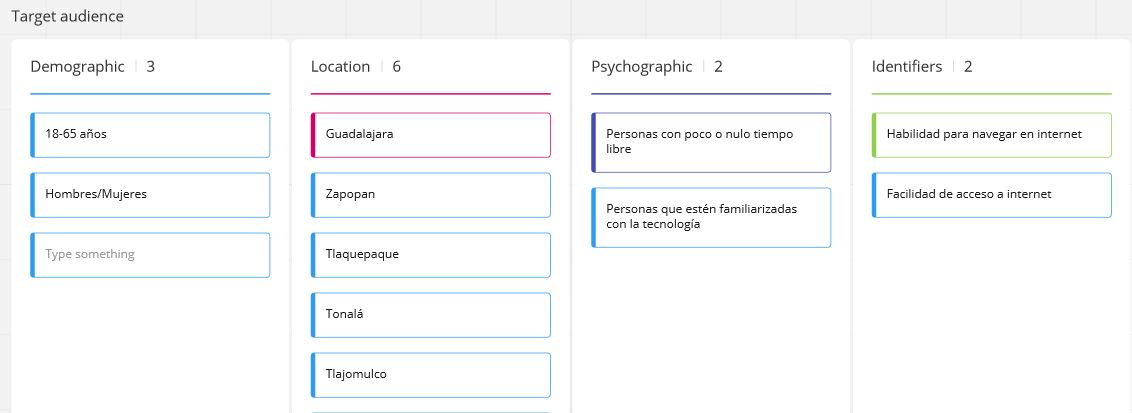 Target audience
Demographic 3
18-65 años
Hombres/Mujeres
Type something
Location 6
Guadalajara
Zapopan
Tlaquepaque
Tonalá
Tlajomulco
Psychographic 2
Personas con poco o nulo tiempo
libre
Personas que estén familiarizadas
con la tecnología
Identifiers 2
Habilidad para navegar en internet
Facilidad de acceso a internet